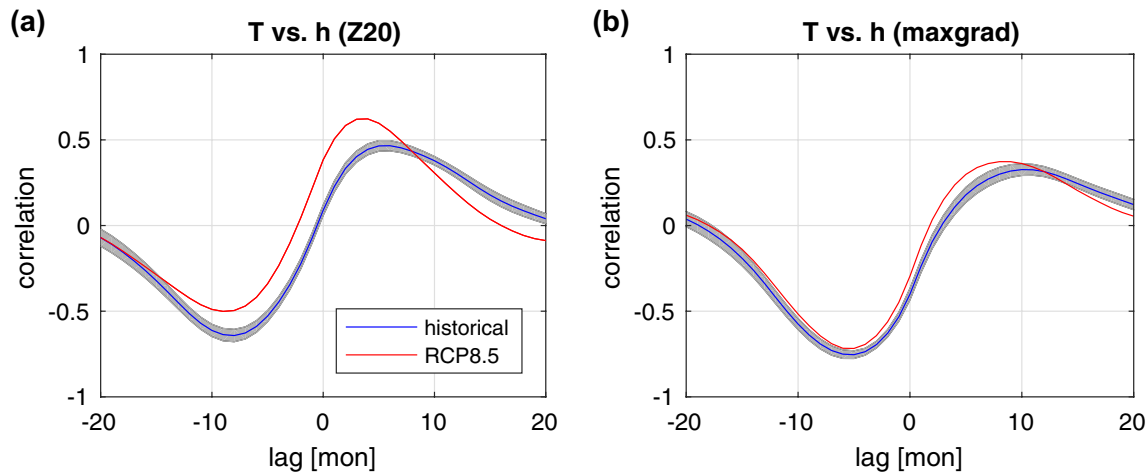 (a)
T vs. h (Z20)
1
0.5
0
-0.5
-1
correlation
-20
-10
0
10
20
lag [mon]
historical
RCP8.5
(b)
T vs. h (maxgrad)
1
0.5
0
-0.5
-1
correlation
-20
-10
0
10
20
lag [mon]